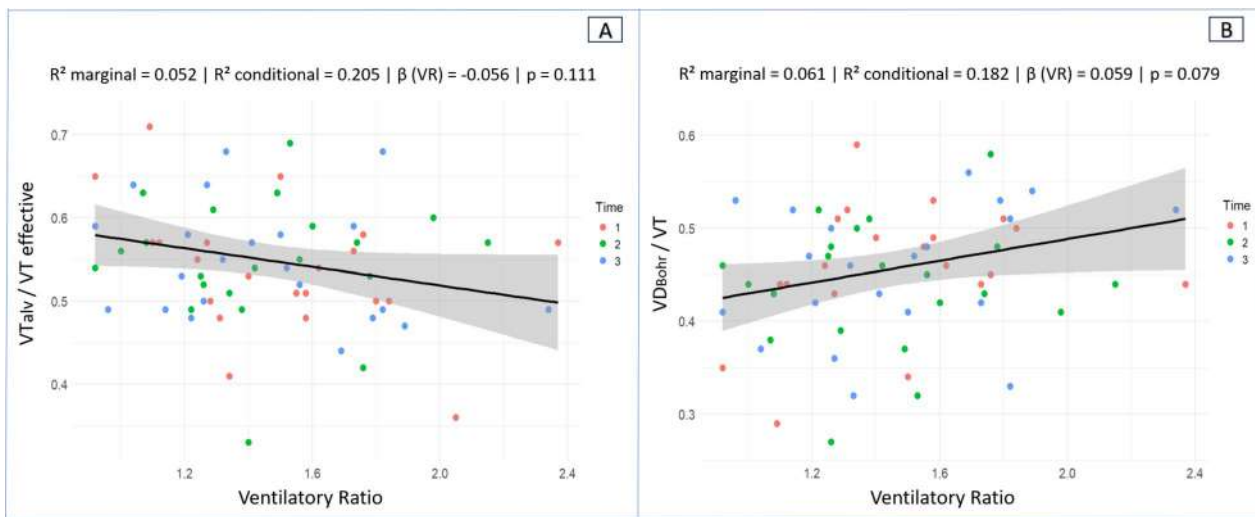 A
R² marginal = 0.052 | R² conditional = 0.205 | β (VR) = -0.056 | p = 0.111
0.7
0.6
0.5
0.4
VTalv / VT effective
1.2
1.6
2.0
2.4
Ventilatory Ratio
Time
1
2
3
B
R² marginal = 0.061 | R² conditional = 0.182 | β (VR) = 0.059 | p = 0.079
0.6
0.5
0.4
0.3
VDBohr / VT
1.2
1.6
2.0
2.4
Ventilatory Ratio
Time
1
2
3